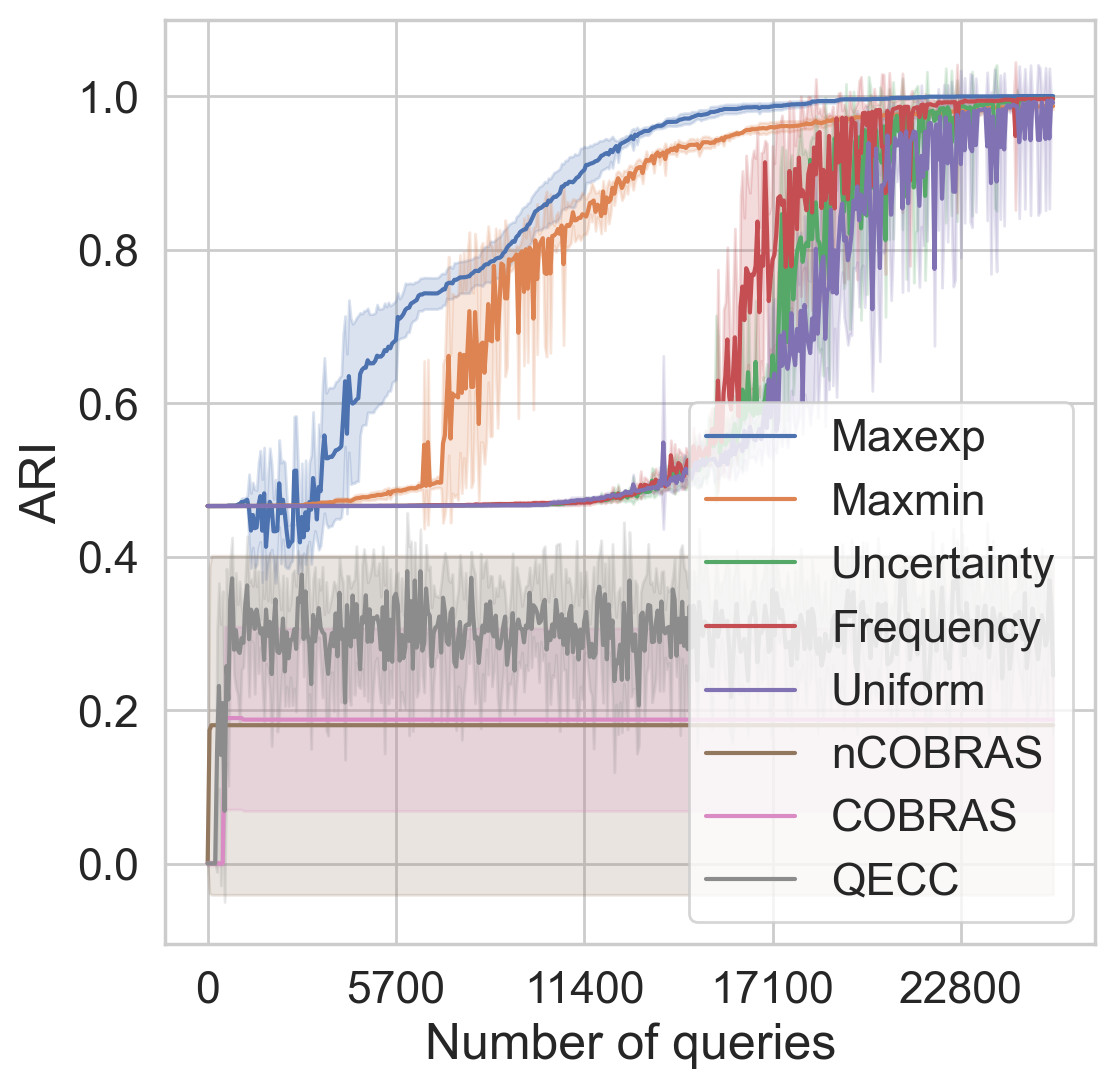 1.0
0.8
0.6
0.4
0.2
0.0
ARI
Maxexp
Maxmin
Uncertainty
Frequency
Uniform
nCOBRAS
COBRAS
QECC
0 5700 11400 17100 22800
Number of queries